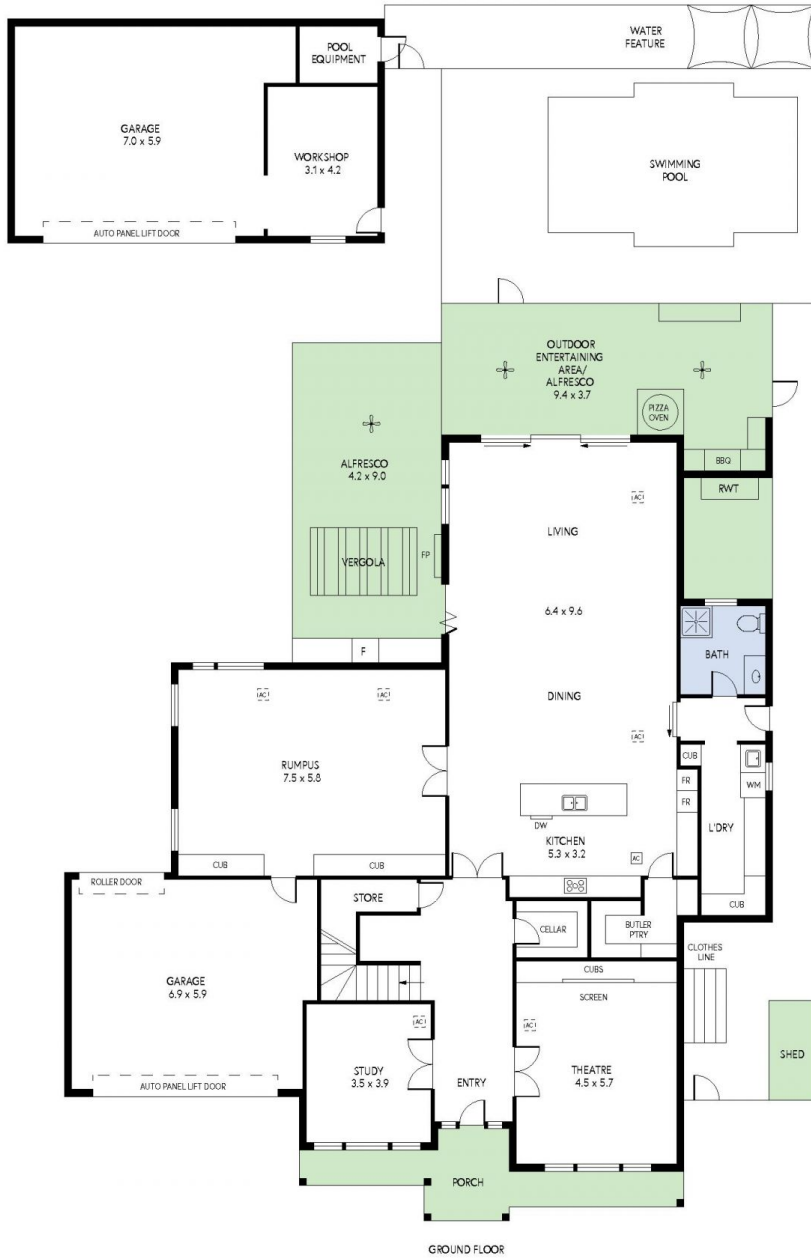 WATER
FEATURE
POOL
EQUIPMENT
GARAGE
7.0 x 5.9
WORKSHOP
3.1 x 4.2
AUTO PANEL LIFT DOOR
SWIMMING
POOL
OUTDOOR
ENTERTAINING
AREA/
ALFRESCO
9.4 x 3.7
PIZZA
OVEN
BBQ
ALFRESCO
4.2 x 9.0
VERGOLA
FP
F
AC
RWT
LIVING
6.4 x 9.6
BATH
DINING
AC
AC
AC
RUMPUS
7.5 x 5.8
CUB
CUB
CUB
FR
FR
WM
L'DRY
CUB
DW
KITCHEN
5.3 x 3.2
AC
ROLLER DOOR
STORE
CELLAR
BUTLER
P'TRY
CLOTHES
LINE
GARAGE
6.9 x 5.9
AUTO PANEL LIFT DOOR
CUBS
SCREEN
AC
AC
STUDY
3.5 x 3.9
ENTRY
THEATRE
4.5 x 5.7
SHED
PORCH
GROUND FLOOR